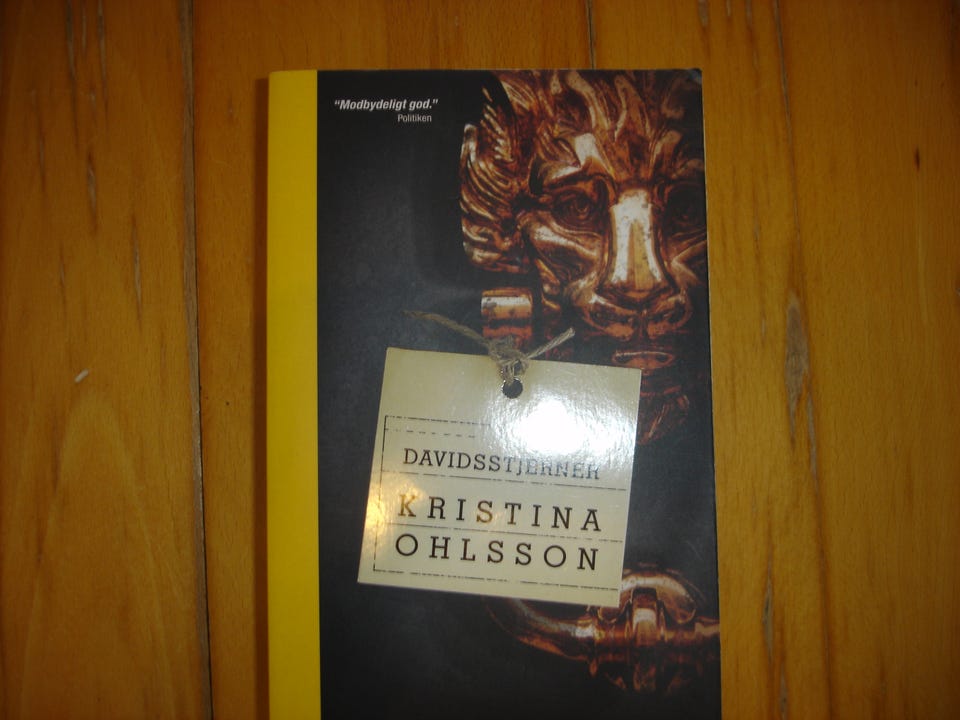 “Modbydeligt god.”
Politiken
DAVIDSSTJERNER
KRISTINA
OHLSSON